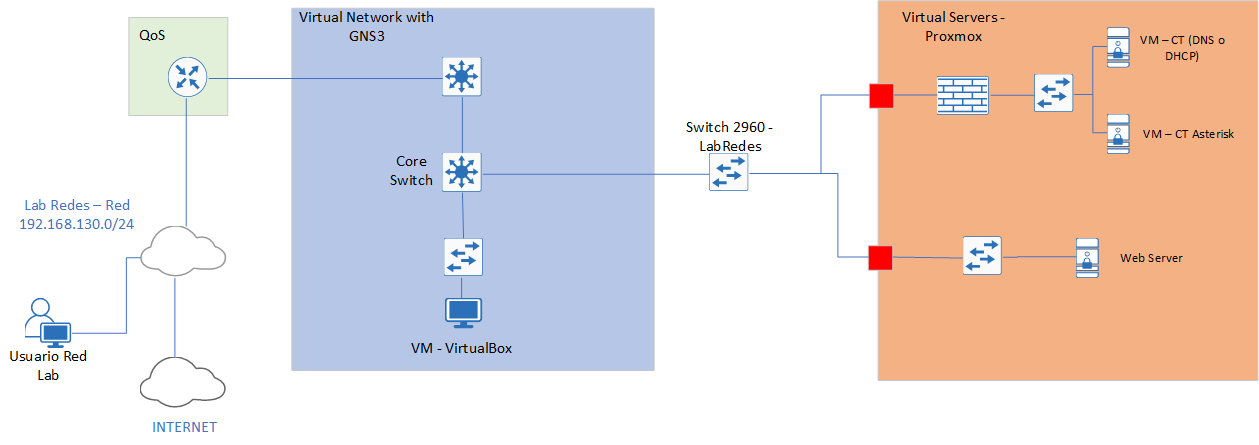 QoS
Virtual Network with
GNS3
Virtual Servers -
Proxmox
VM – CT (DNS o
DHCP)
Switch 2960 -
LabRedes
VM – CT Asterisk
Core
Switch
Lab Redes – Red
192.168.130.0/24
Web Server
Usuario Red
Lab
VM - VirtualBox
INTERNET